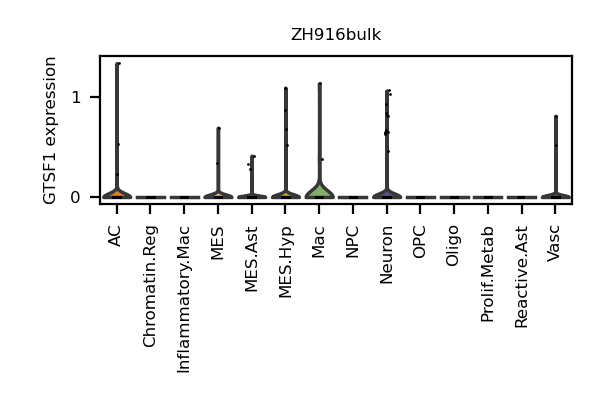 ZH916bulk
GTSF1 expression
1
0
AC
Chromatin.Reg
Inflammatory.Mac
MES
MES.Ast
MES.Hyp
Mac
NPC
Neuron
OPC
Oligo
Prolif.Metab
Reactive.Ast
Vasc